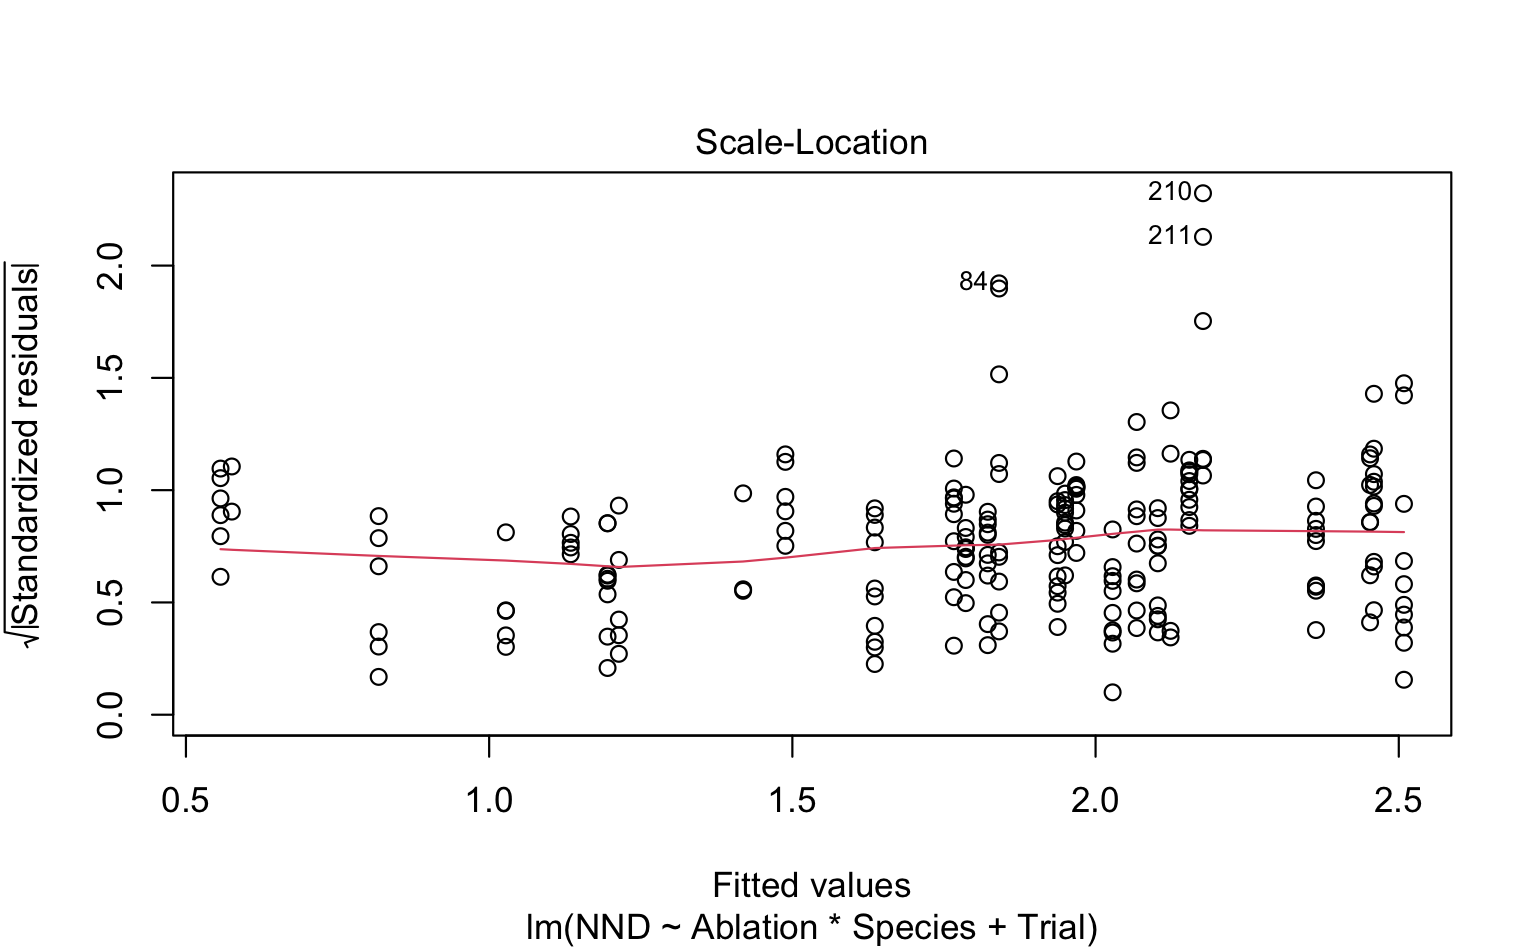 Scale-Location
210
211
84
2.0
1.5
1.0
0.5
0.0
√|Standardized residuals|
0.5 1.0 1.5 2.0 2.5
Fitted values
lm(NND ~ Ablation * Species + Trial)